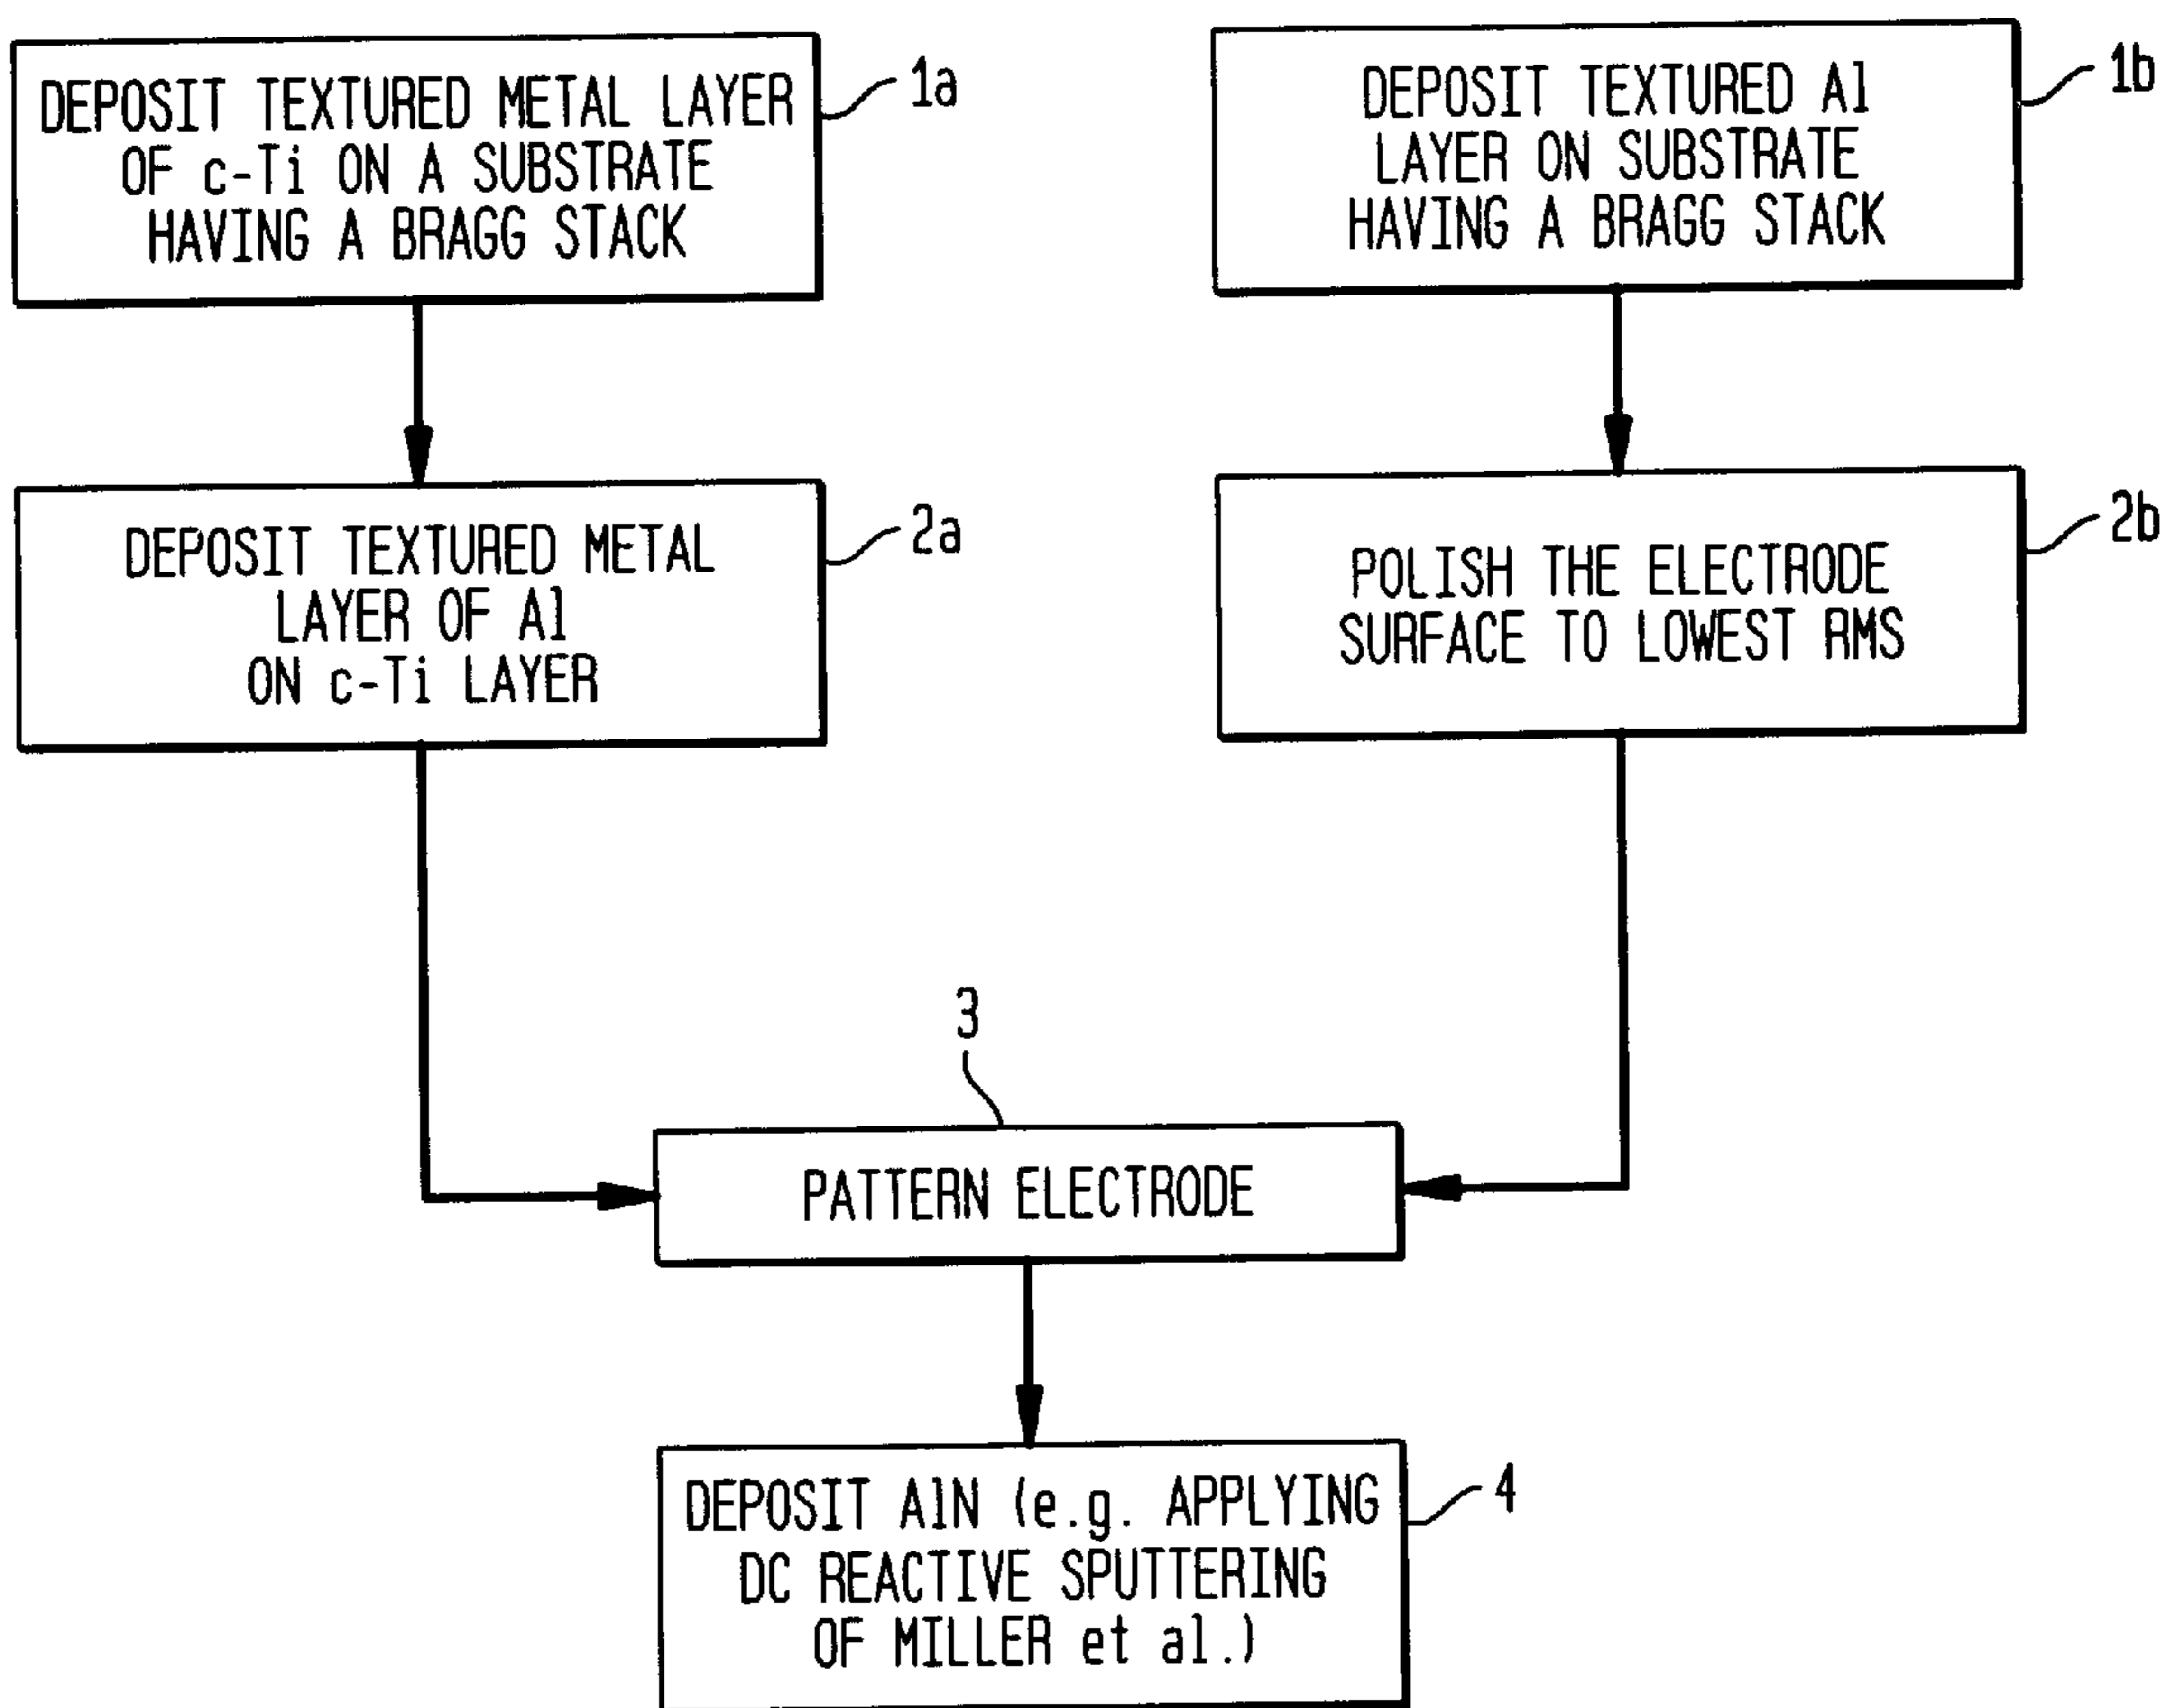 DEPOSIT TEXTURED METAL LAYER
OF c-Ti ON A SUBSTRATE
HAVING A BRAGG STACK
1a
DEPOSIT TEXTURED Al
LAYER ON SUBSTRATE
HAVING A BRAGG STACK
1b
DEPOSIT TEXTURED METAL
LAYER OF Al
ON c-Ti LAYER
2a
POLISH THE ELECTRODE
SURFACE TO LOWEST RMS
2b
3
PATTERN ELECTRODE
DEPOSIT AlN (e.g. APPLYING
DC REACTIVE SPUTTERING
OF MILLER et al.)
4